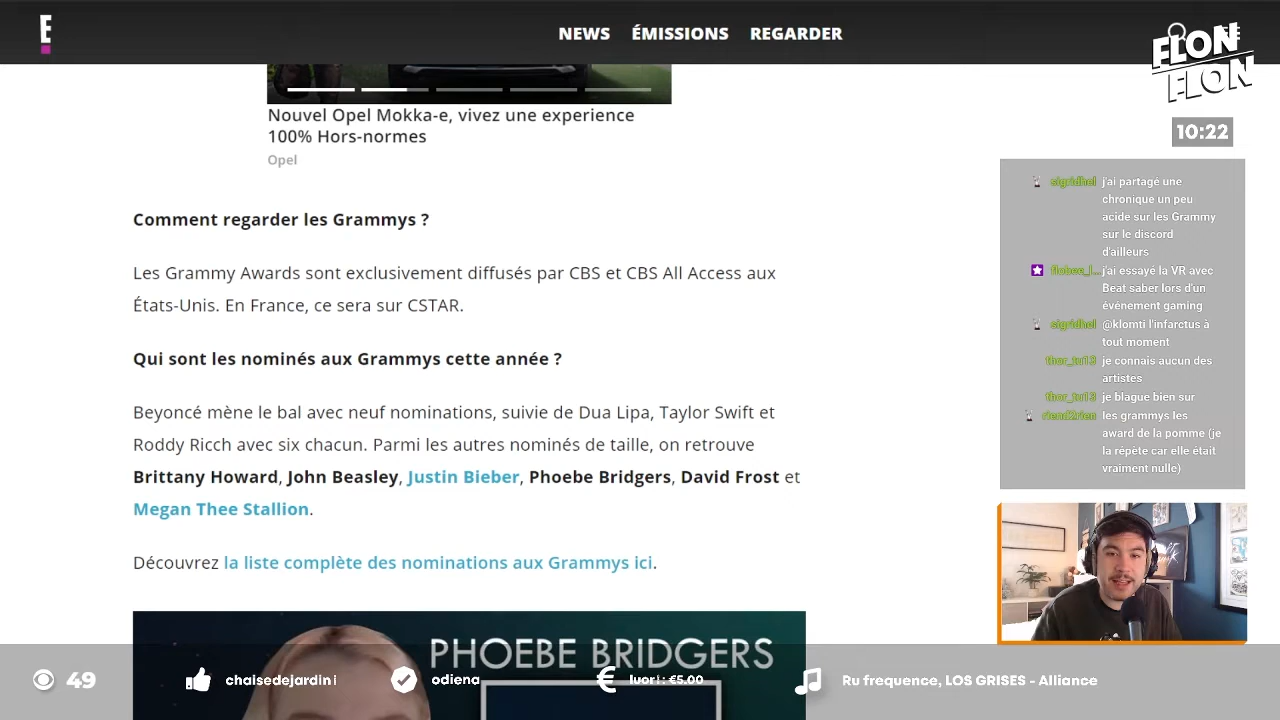 E
NEWS ÉMISSIONS REGARDER
FLON
FLON
10:22
Nouvel Opel Mokka-e, vivez une experience
100% Hors-normes
Opel
Comment regarder les Grammys ?
Les Grammy Awards sont exclusivement diffusés par CBS et CBS All Access aux
États-Unis. En France, ce sera sur CSTAR.
Qui sont les nominés aux Grammys cette année ?
Beyoncé mène le bal avec neuf nominations, suivie de Dua Lipa, Taylor Swift et
Roddy Ricch avec six chacun. Parmi les autres nominés de taille, on retrouve
Brittany Howard, John Beasley, Justin Bieber, Phoebe Bridgers, David Frost et
Megan Thee Stallion.
Découvrez la liste complète des nominations aux Grammys ici.
PHOEBE BRIDGERS
sigridhel j'ai partagé une
chronique un peu
acide sur les Grammy
sur le discord
d'ailleurs
flobee_l... j'ai essayé la VR avec
Beat saber lors d'un
événement gaming
sigridhel @klomti l'infarctus à
tout moment
thor_tu13 je connais aucun des
artistes
thor_tu13 je blague bien sur
riend2rien les grammys les
award de la pomme (je
la répète car elle était
vraiment nulle)
49 chaisedejardini odiena € luori : €5.00 Ru frequence, LOS GRISES - Alliance